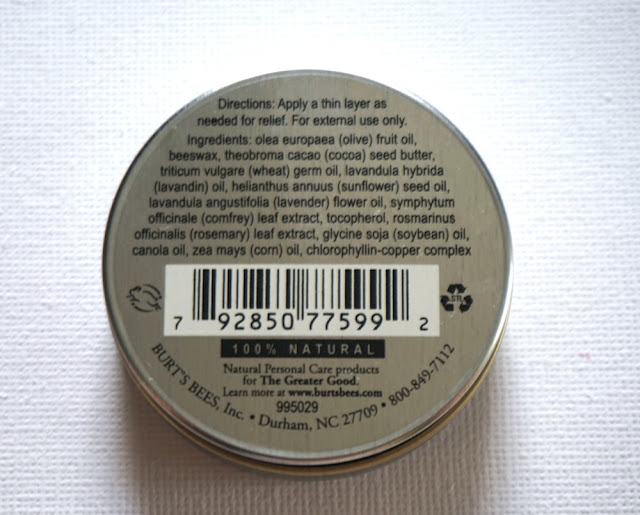 Directions: Apply a thin layer as
needed for relief. For external use only.
Ingredients: olea europaea (olive) fruit oil,
beeswax, theobroma cacao (cocoa) seed butter,
triticum vulgare (wheat) germ oil, lavandula hybrida
(lavandin) oil, helianthus annuus (sunflower) seed oil,
lavandula angustifolia (lavender) flower oil, symphytum
officinale (comfrey) leaf extract, tocopherol, rosmarinus
officinalis (rosemary) leaf extract, glycine soja (soybean) oil,
canola oil, zea mays (corn) oil, chlorophyllin-copper complex
STL
7 92850 77599 2
100% NATURAL
Natural Personal Care products
for The Greater Good.
Learn more at www.burtsbees.com
995029
BURT'S BEES, Inc. • Durham, NC 27709 • 800-849-7112